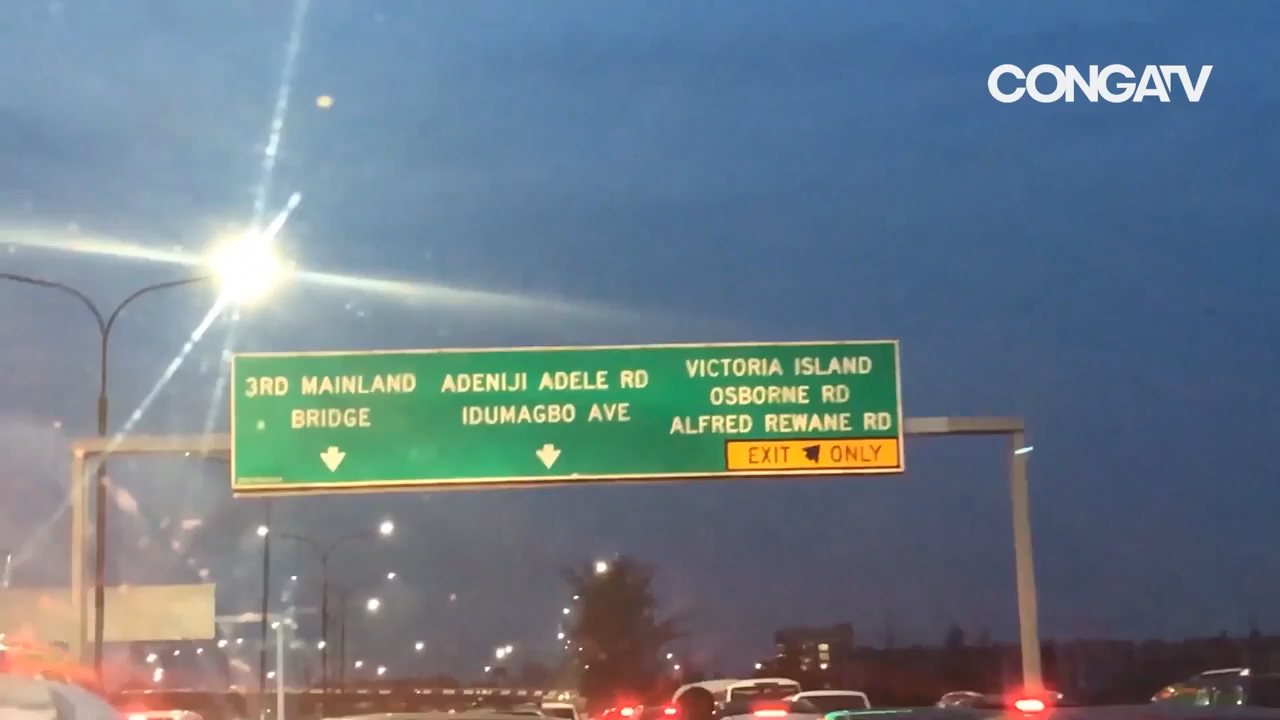 CONGATV
3RD MAINLAND
BRIDGE
ADENIJI ADELE RD
IDUMAGBO AVE
VICTORIA ISLAND
OSBORNE RD
ALFRED REWANE RD
EXIT ONLY